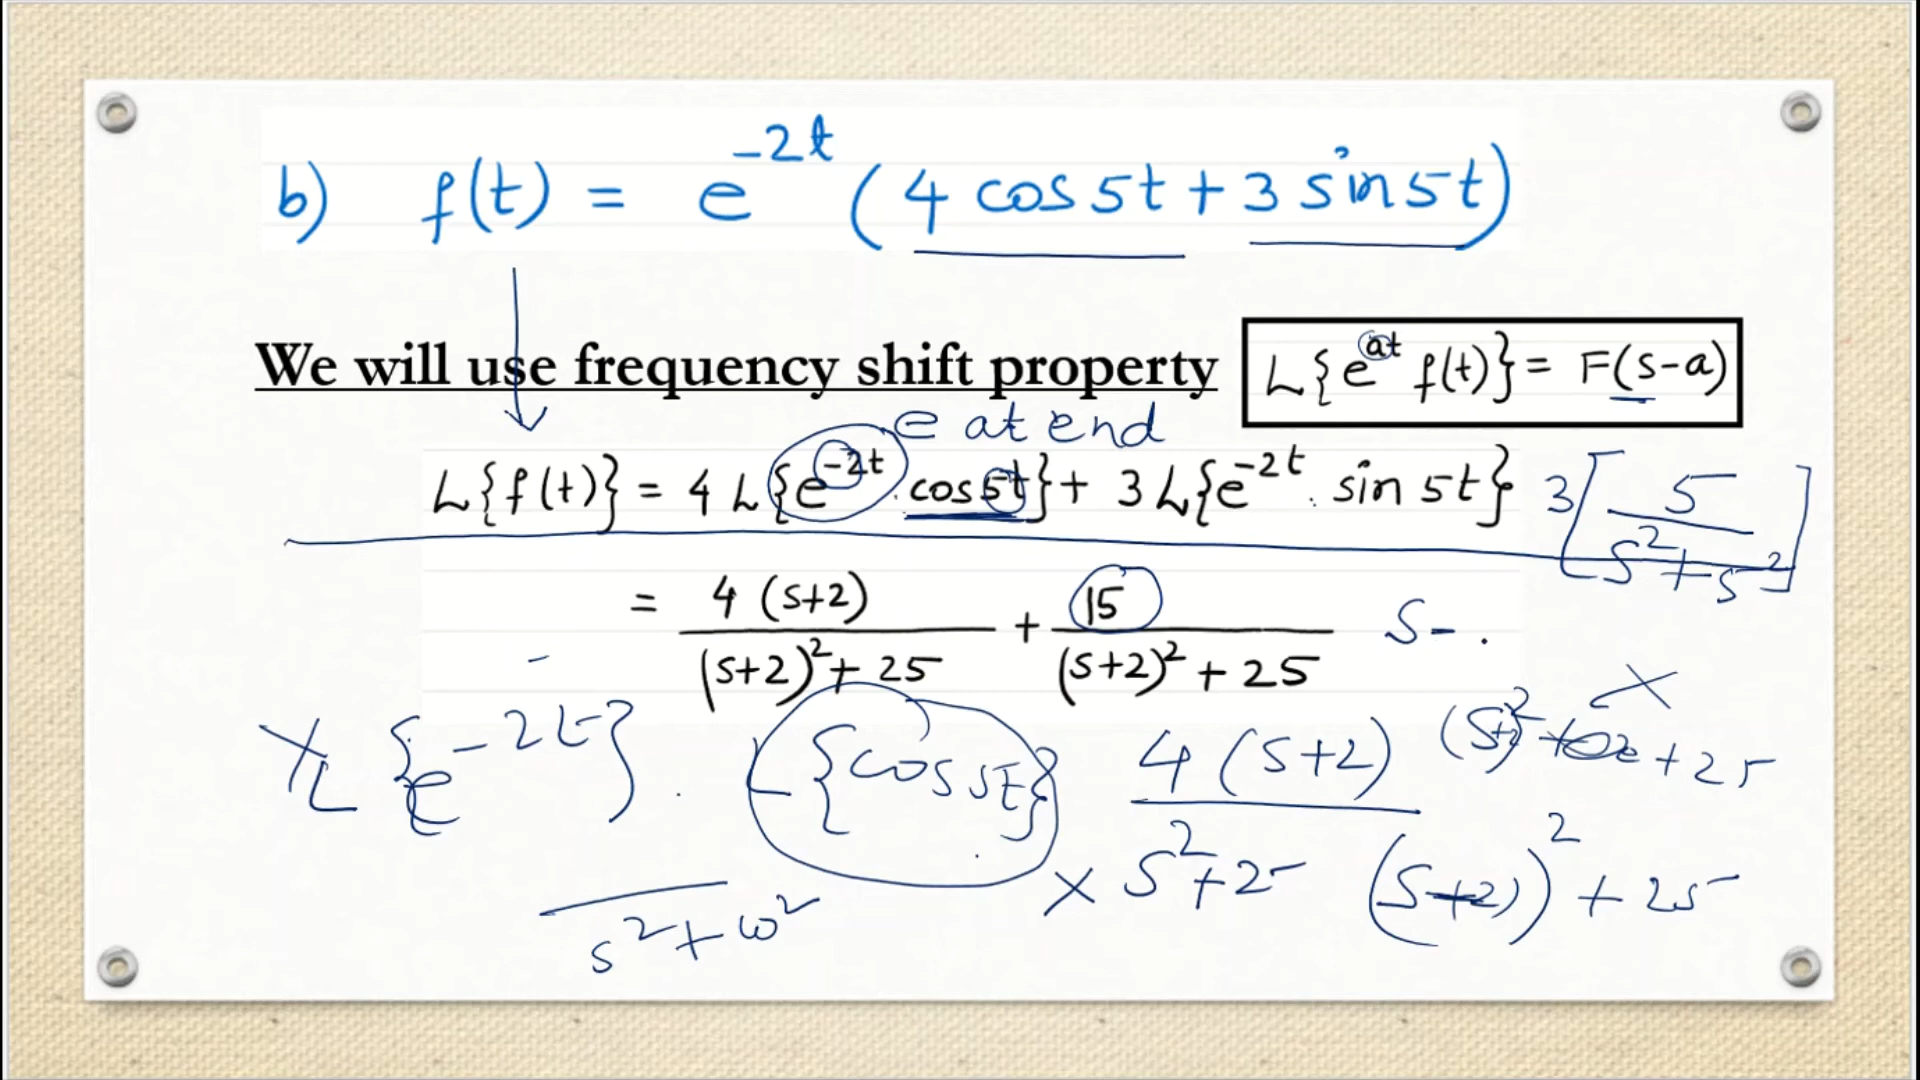 b) f(t) = e^{-2t} (4 cos 5t + 3 sin 5t)
We will use frequency shift property L{e^{at} f(t)} = F(s-a)
e at end
L{f(t)} = 4 L{e^{-2t} . cos5t} + 3 L{e^{-2t} . sin 5t} 3[5/(s^2+5^2)]
= 4(s+2)/((s+2)^2 + 25) + 15/((s+2)^2 + 25) S- .
L{e^{-2t}} . L{cos 5t} 4(s+2)/(s^2+25) + 25
s^2 + ω^2 x (s+2)^2 + 25